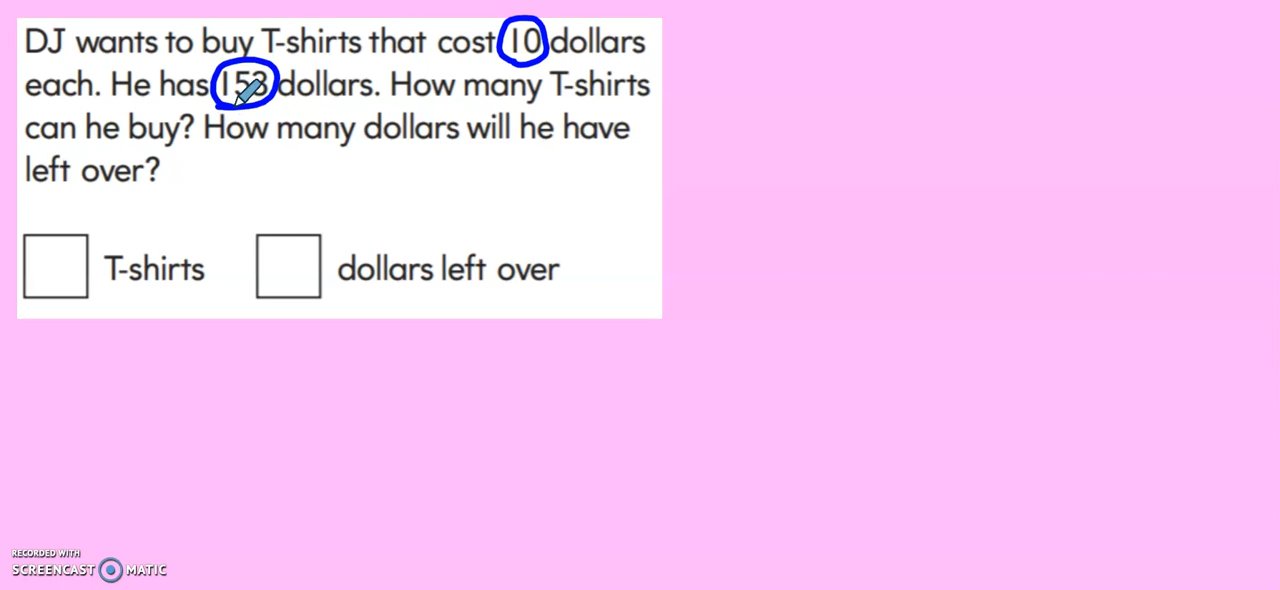 DJ wants to buy T-shirts that cost 10 dollars
each. He has 153 dollars. How many T-shirts
can he buy? How many dollars will he have
left over?
T-shirts dollars left over
RECORDED WITH
SCREENCAST MATIC